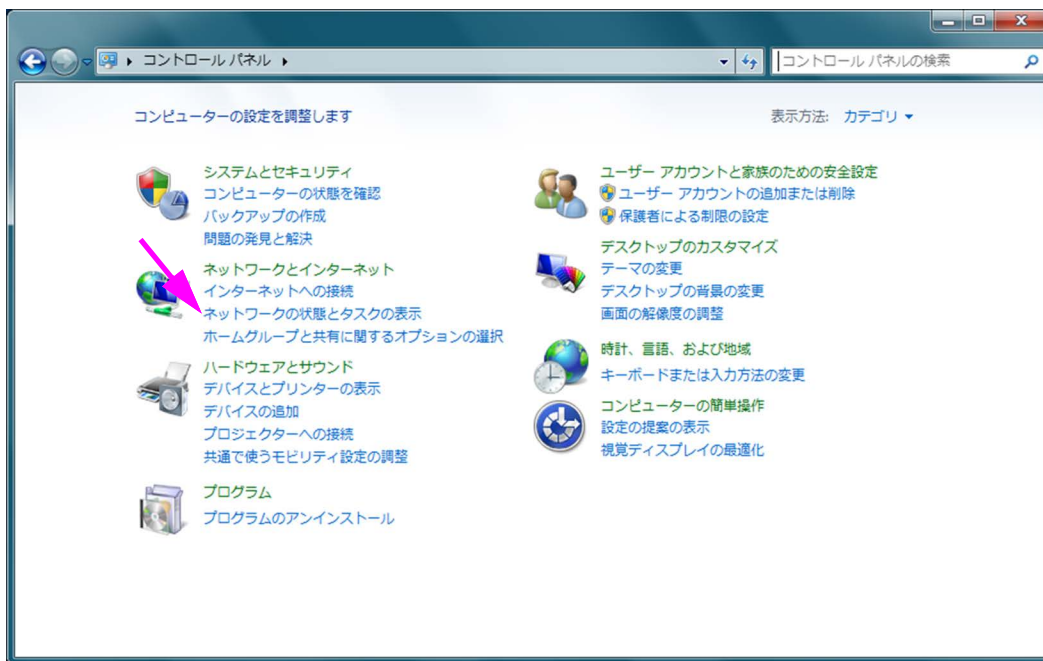 コントロール パネル
コントロール パネルの検索
コンピューターの設定を調整します
表示方法: カテゴリ
システムとセキュリティ
コンピューターの状態を確認
バックアップの作成
問題の発見と解決
ネットワークとインターネット
インターネットへの接続
ネットワークの状態とタスクの表示
ホームグループと共有に関するオプションの選択
ハードウェアとサウンド
デバイスとプリンターの表示
デバイスの追加
プロジェクターへの接続
共通で使うモビリティ設定の調整
プログラム
プログラムのアンインストール
ユーザー アカウントと家族のための安全設定
ユーザー アカウントの追加または削除
保護者による制限の設定
デスクトップのカスタマイズ
テーマの変更
デスクトップの背景の変更
画面の解像度の調整
時計、言語、および地域
キーボードまたは入力方法の変更
コンピューターの簡単操作
設定の提案の表示
視覚ディスプレイの最適化